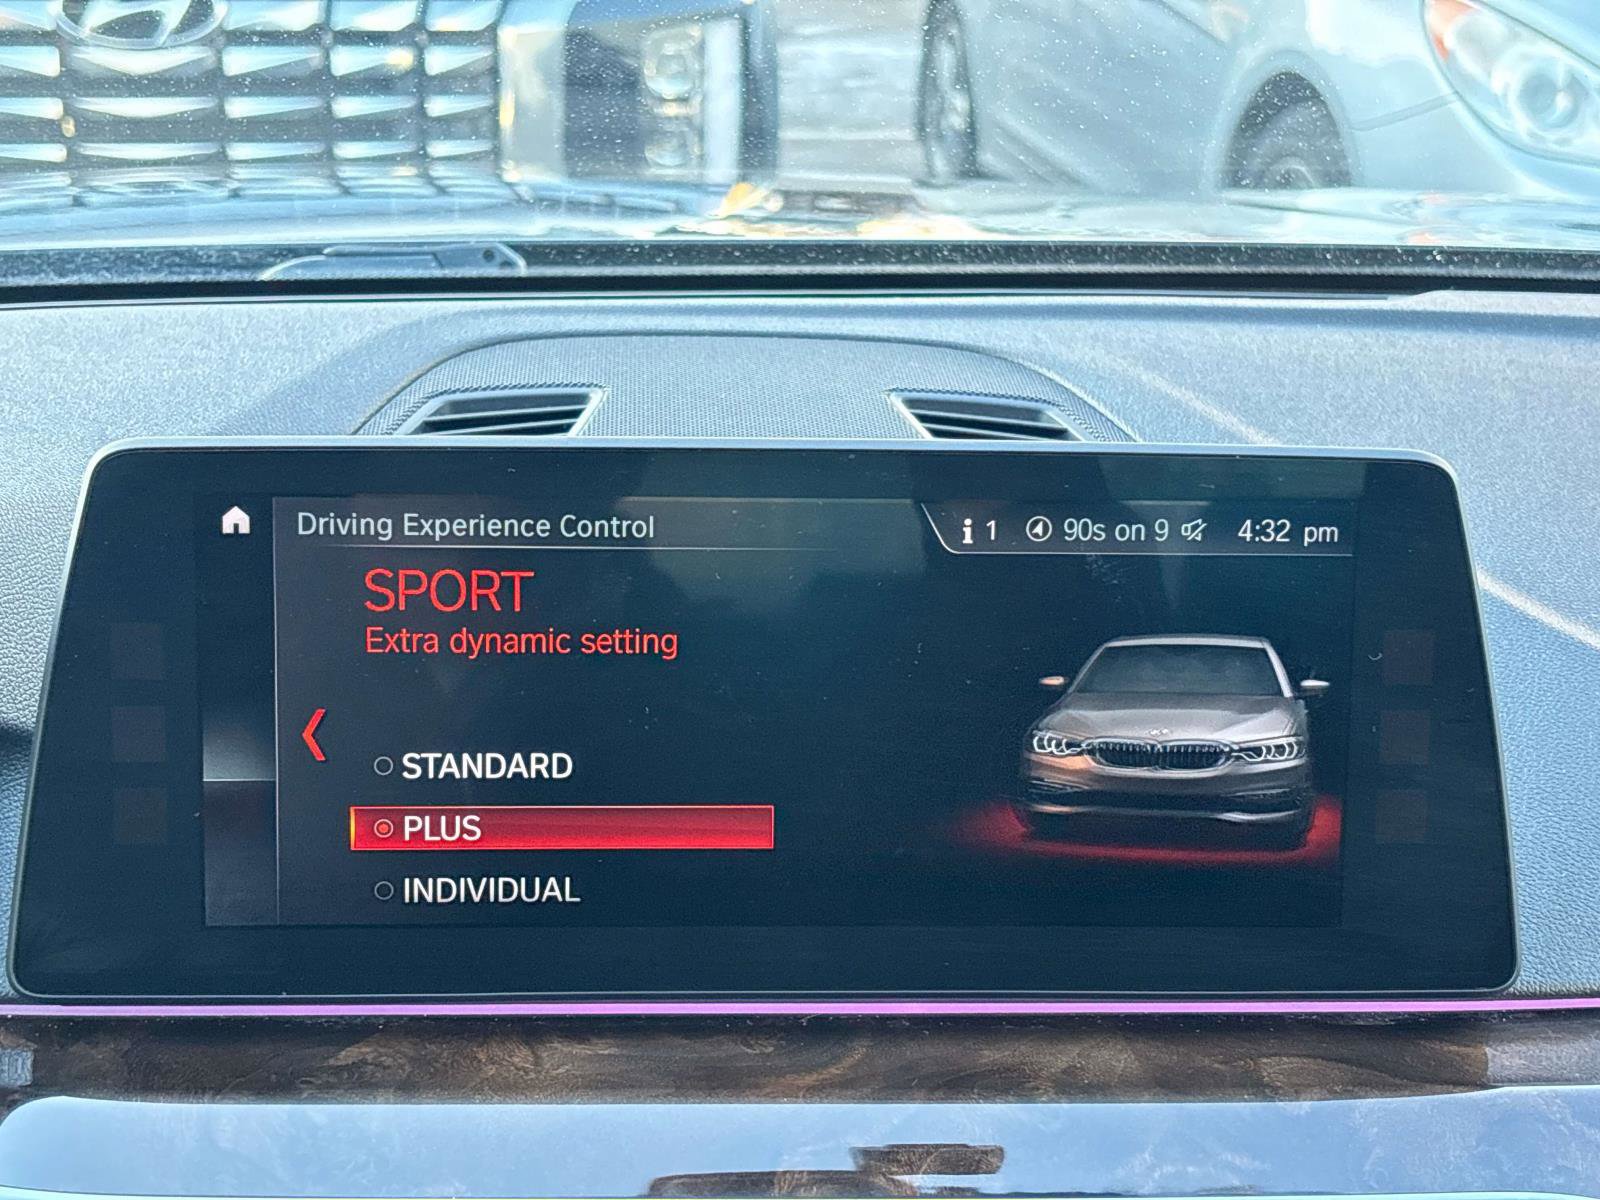 Driving Experience Control
i 1 90s on 9 4:32 pm
SPORT
Extra dynamic setting
STANDARD
PLUS
INDIVIDUAL